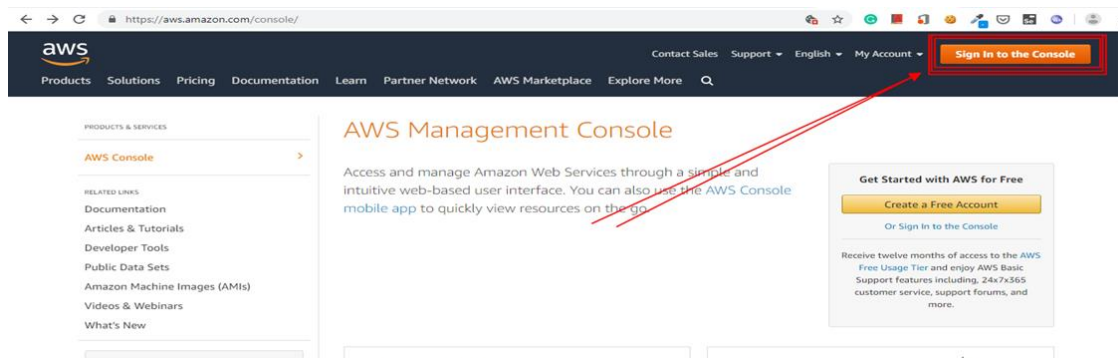 https://aws.amazon.com/console/
aws
Contact Sales Support English My Account Sign In to the Console
Products Solutions Pricing Documentation Learn Partner Network AWS Marketplace Explore More
PRODUCTS & SERVICES
AWS Console
RELATED LINKS
Documentation
Articles & Tutorials
Developer Tools
Public Data Sets
Amazon Machine Images (AMIs)
Videos & Webinars
What's New
AWS Management Console
Access and manage Amazon Web Services through a simple and
intuitive web-based user interface. You can also use the AWS Console
mobile app to quickly view resources on the go.
Get Started with AWS for Free
Create a Free Account
Or Sign In to the Console
Receive twelve months of access to the AWS
Free Usage Tier and enjoy AWS Basic
Support features including, 24x7x365
customer service, support forums, and
more.